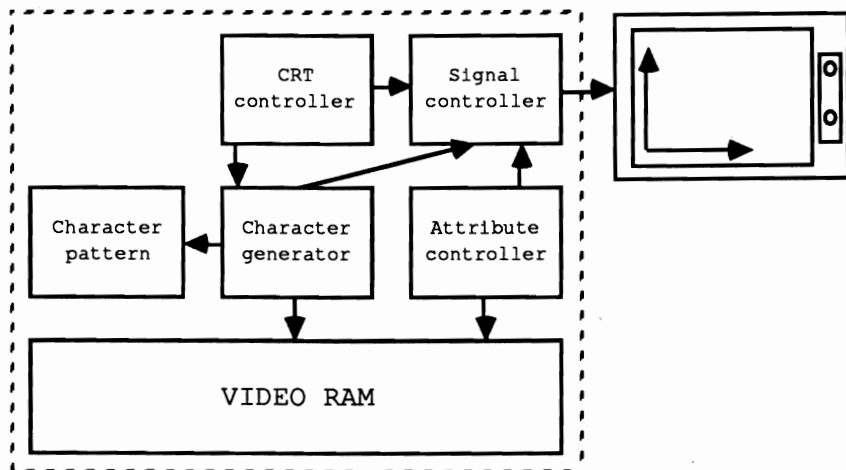 CRT
controller
Signal
controller
Character
pattern
Character
generator
Attribute
controller
VIDEO RAM